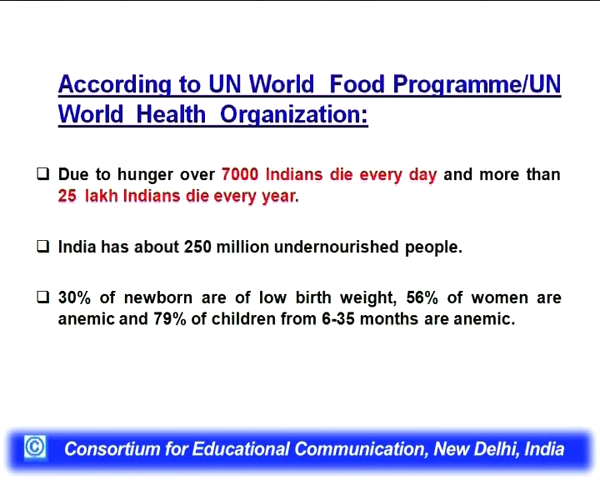 According to UN World Food Programme/UN
World Health Organization:
❑ Due to hunger over 7000 Indians die every day and more than
25 lakh Indians die every year.
❑ India has about 250 million undernourished people.
❑ 30% of newborn are of low birth weight, 56% of women are
anemic and 79% of children from 6-35 months are anemic.
© Consortium for Educational Communication, New Delhi, India